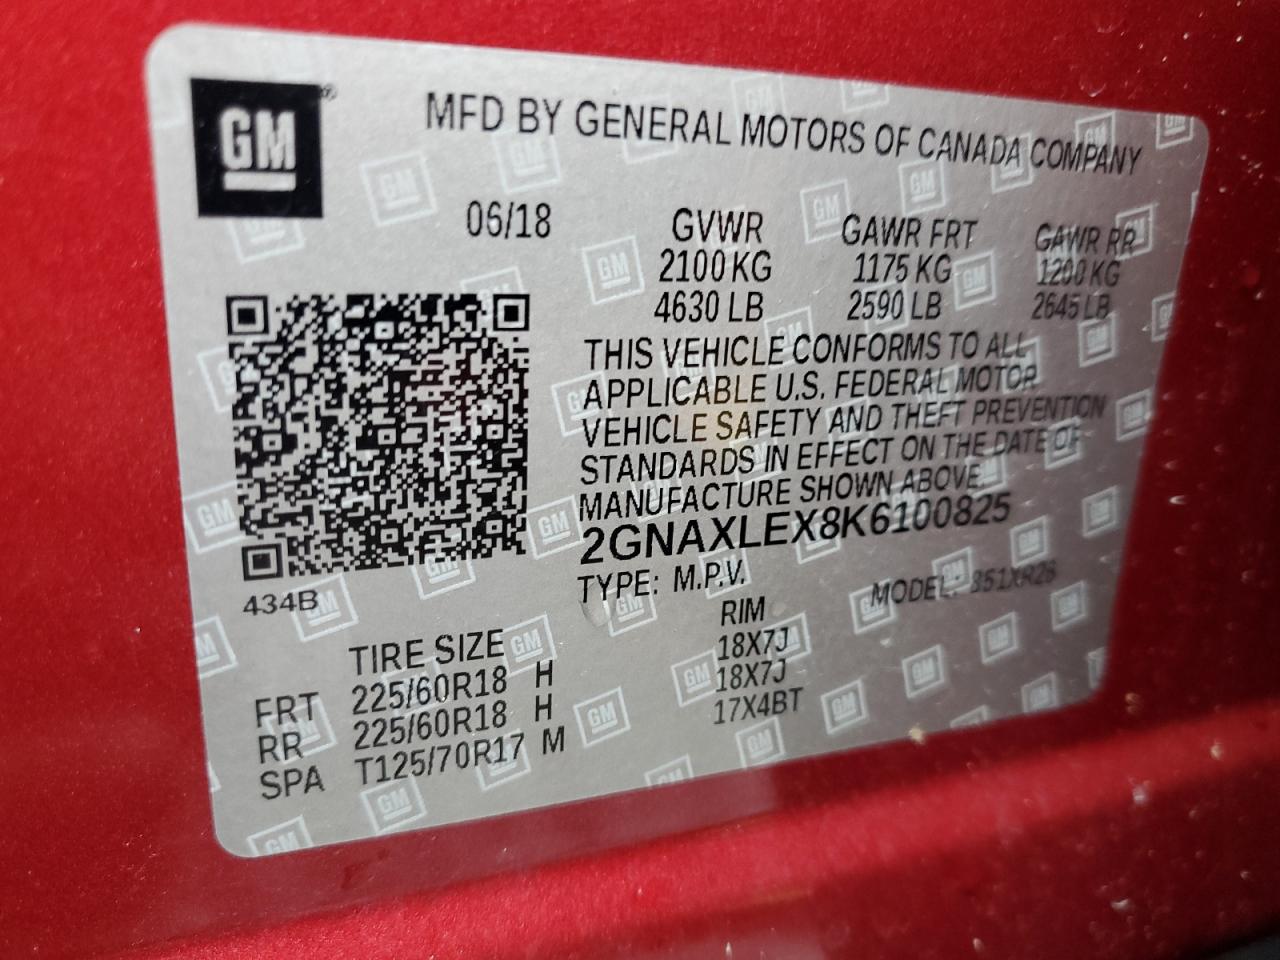 GM
MFD BY GENERAL MOTORS OF CANADA COMPANY
06/18 GVWR GAWR FRT GAWR RR
2100 KG 1175 KG 1200 KG
4630 LB 2590 LB 2645 LB
THIS VEHICLE CONFORMS TO ALL
APPLICABLE U.S. FEDERAL MOTOR
VEHICLE SAFETY AND THEFT PREVENTION
STANDARDS IN EFFECT ON THE DATE OF
MANUFACTURE SHOWN ABOVE.
2GNAXLEX8K6100825
TYPE: M.P.V. MODEL:
434B
TIRE SIZE RIM
FRT 225/60R18 H 18X7J
RR 225/60R18 H 18X7J
SPA T125/70R17 M 17X4BT